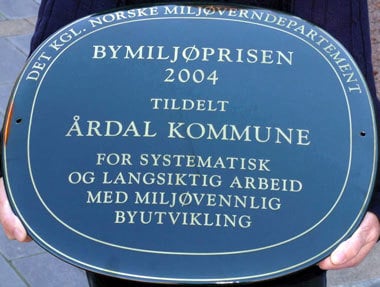 DET KGL. NORSKE MILJØVERNDEPARTEMENT
BYMILJØPRISEN
2004
TILDELT
ÅRDAL KOMMUNE
FOR SYSTEMATISK
OG LANGSIKTIG ARBEID
MED MILJØVENNLIG
BYUTVIKLING